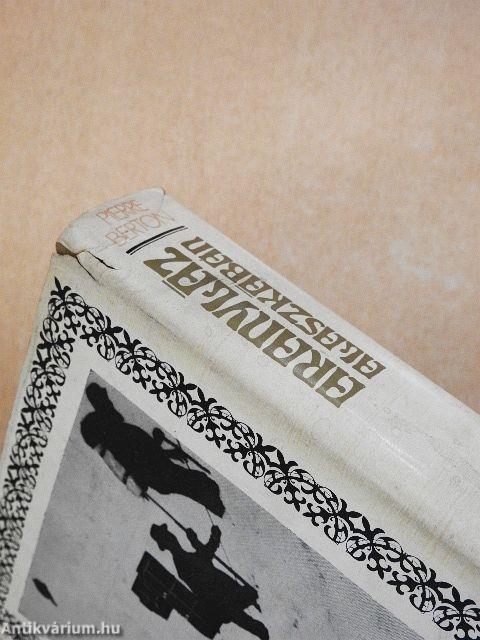 PIERRE
BERTON
ARANYLÁZ
ALASZKÁBAN
Antikvárium.hu